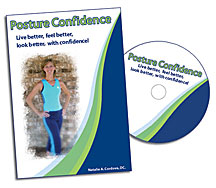 Posture Confidence
Live better, feel better,
look better, with confidence!
Natalie A. Cordova, DC.
Posture Confidence
Live better, feel better,
look better, with confidence!